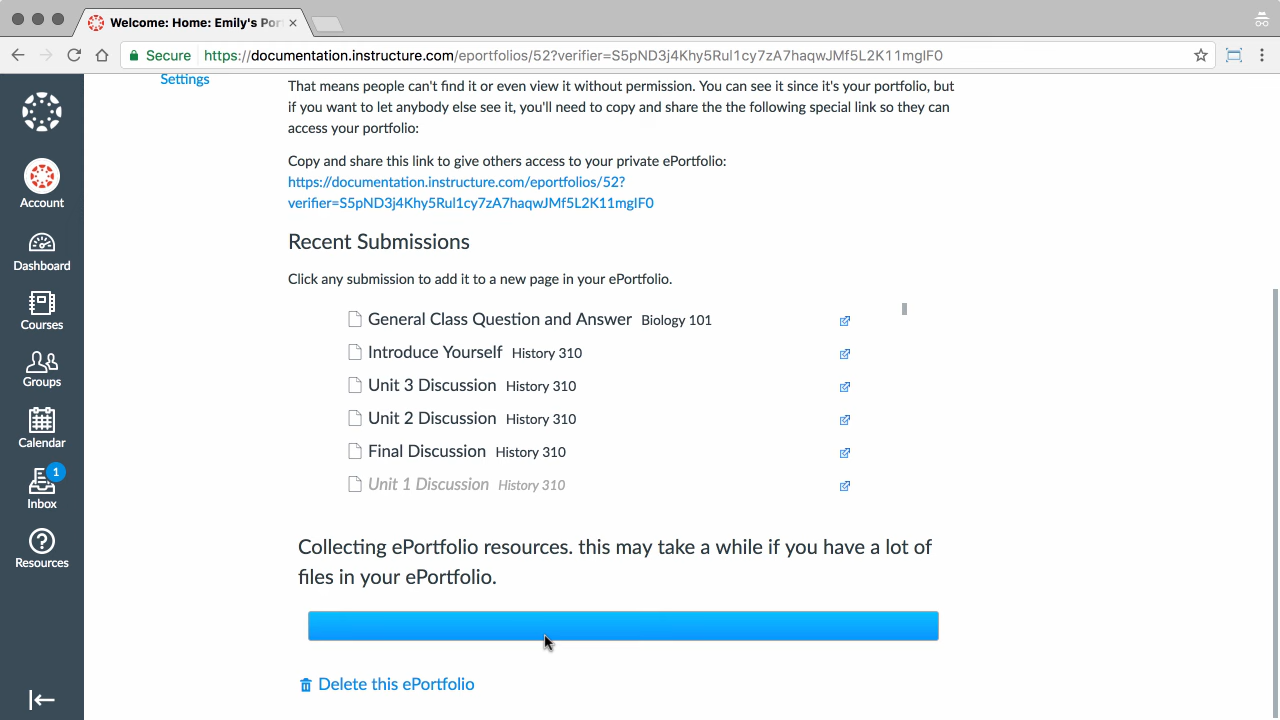 Welcome: Home: Emily's Por
Secure https://documentation.instructure.com/eportfolios/52?verifier=S5pND3j4Khy5Rul1cy7zA7haqwJMf5L2K11mgIF0
Settings
Account
Dashboard
Courses
Groups
Calendar
1
Inbox
Resources
That means people can't find it or even view it without permission. You can see it since it's your portfolio, but
if you want to let anybody else see it, you'll need to copy and share the the following special link so they can
access your portfolio:
Copy and share this link to give others access to your private ePortfolio:
https://documentation.instructure.com/eportfolios/52?
verifier=S5pND3j4Khy5Rul1cy7zA7haqwJMf5L2K11mgIF0
Recent Submissions
Click any submission to add it to a new page in your ePortfolio.
General Class Question and Answer Biology 101
Introduce Yourself History 310
Unit 3 Discussion History 310
Unit 2 Discussion History 310
Final Discussion History 310
Unit 1 Discussion History 310
Collecting ePortfolio resources. this may take a while if you have a lot of
files in your ePortfolio.
Delete this ePortfolio